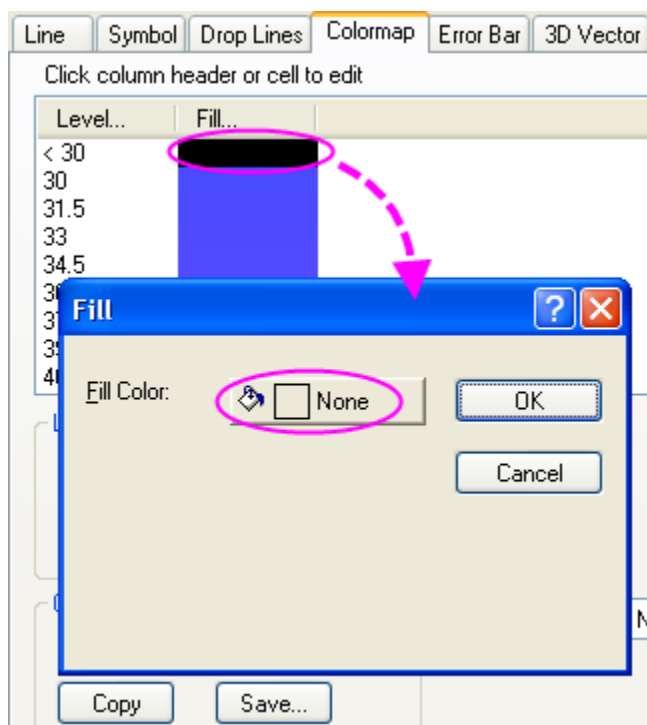 Line Symbol Drop Lines Colormap Error Bar 3D Vector
Click column header or cell to edit
Level... Fill...
< 30
30
31.5
33
34.5
Fill
Fill Color: None OK
Cancel
Copy Save...